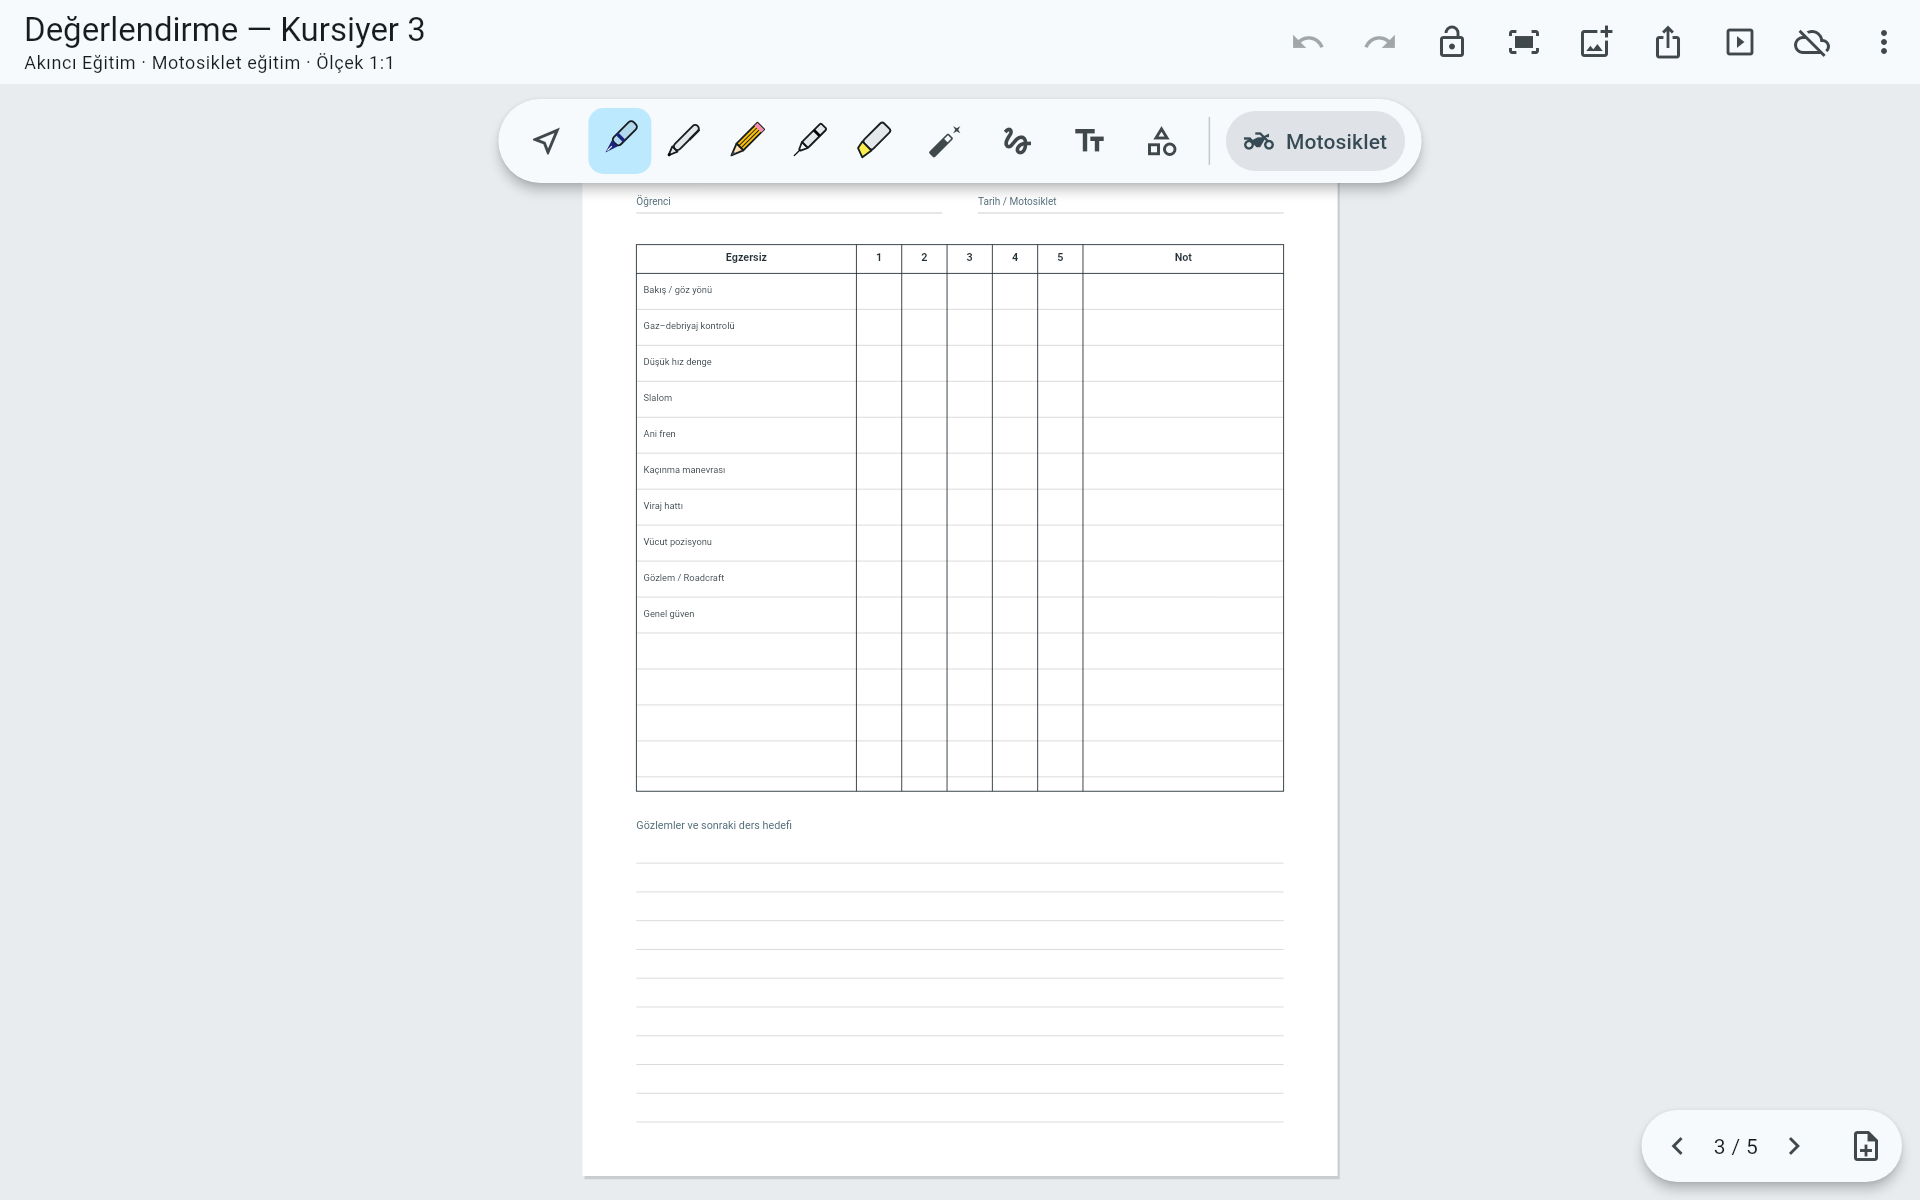 Değerlendirme — Kursiyer 3
Akıncı Eğitim · Motosiklet eğitim · Ölçek 1:1
Tт Motosiklet
Öğrenci Tarih / Motosiklet
Egzersiz 1 2 3 4 5 Not
Bakış / göz yönü
Gaz–debriyaj kontrolü
Düşük hız denge
Slalom
Ani fren
Kaçınma manevrası
Viraj hattı
Vücut pozisyonu
Gözlem / Roadcraft
Genel güven
Gözlemler ve sonraki ders hedefi
3 / 5